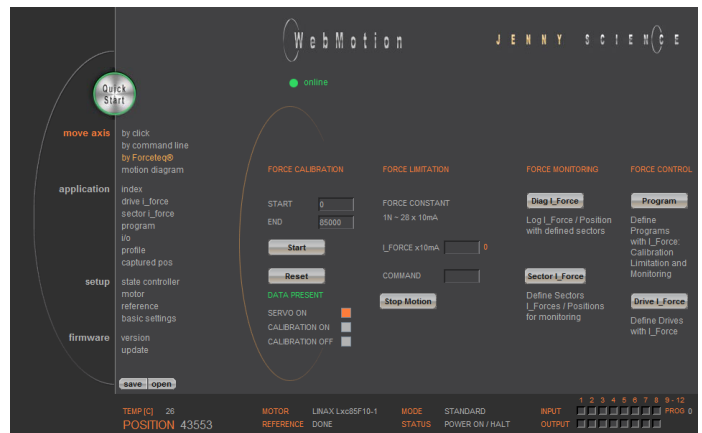 WebMotion
JENNY SCIENCE
online
Quick
Start
move axis
by click
by command line
by Forceteq®
motion diagram
application
index
drive i_force
sector i_force
program
i/o
profile
captured pos
setup
state controller
motor
reference
basic settings
firmware
version
update
save open
FORCE CALIBRATION
START 0
END 85000
Start
Reset
DATA PRESENT
SERVO ON
CALIBRATION ON
CALIBRATION OFF
FORCE LIMITATION
FORCE CONSTANT
1N ~ 28 x 10mA
I_FORCE x10mA 0
COMMAND
Stop Motion
FORCE MONITORING
Diag I_Force
Log I_Force / Position
with defined sectors
Sector I_Force
Define Sectors
I_Forces / Positions
for monitoring
FORCE CONTROL
Program
Define
Programs
with I_Force:
Calibration
Limitation and
Monitoring
Drive I_Force
Define Drives
with I_Force
TEMP [C] 26
POSITION 43553
MOTOR LINAX Lxc85F10-1
REFERENCE DONE
MODE STANDARD
STATUS POWER ON / HALT
1 2 3 4 5 6 7 8 9 - 12
INPUT PROG 0
OUTPUT